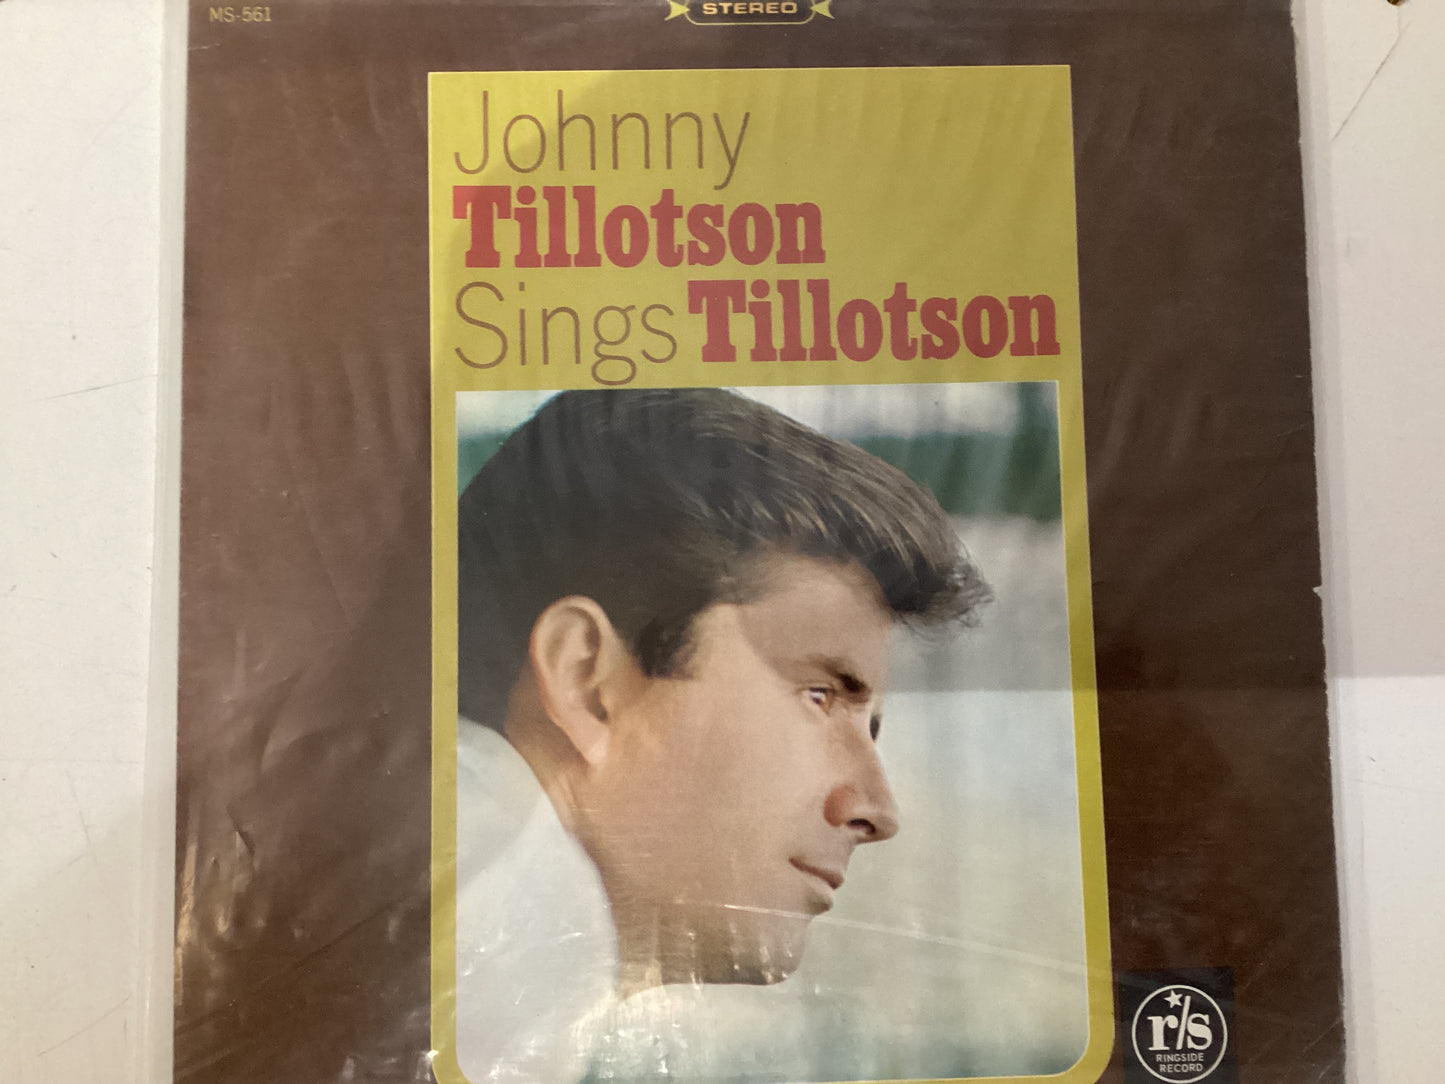 MS-561
STEREO
Johnny
Tillotson
Sings Tillotson
r/s
RINGSIDE
RECORD